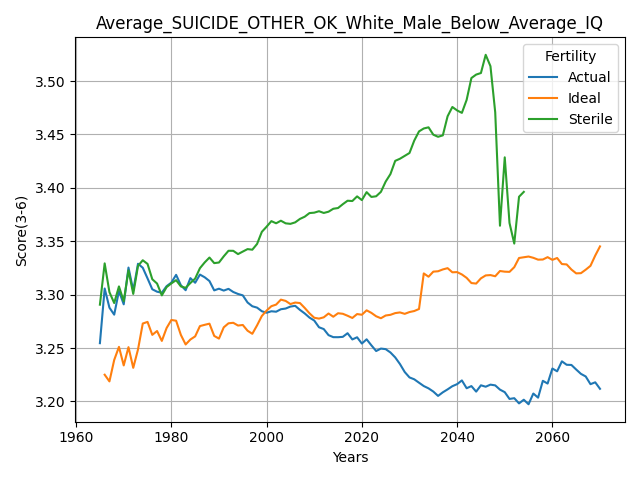 Average_SUICIDE_OTHER_OK_White_Male_Below_Average_IQ
Fertility
Actual
Ideal
Sterile
Score(3-6)
3.50
3.45
3.40
3.35
3.30
3.25
3.20
1960
1980
2000
2020
2040
2060
Years